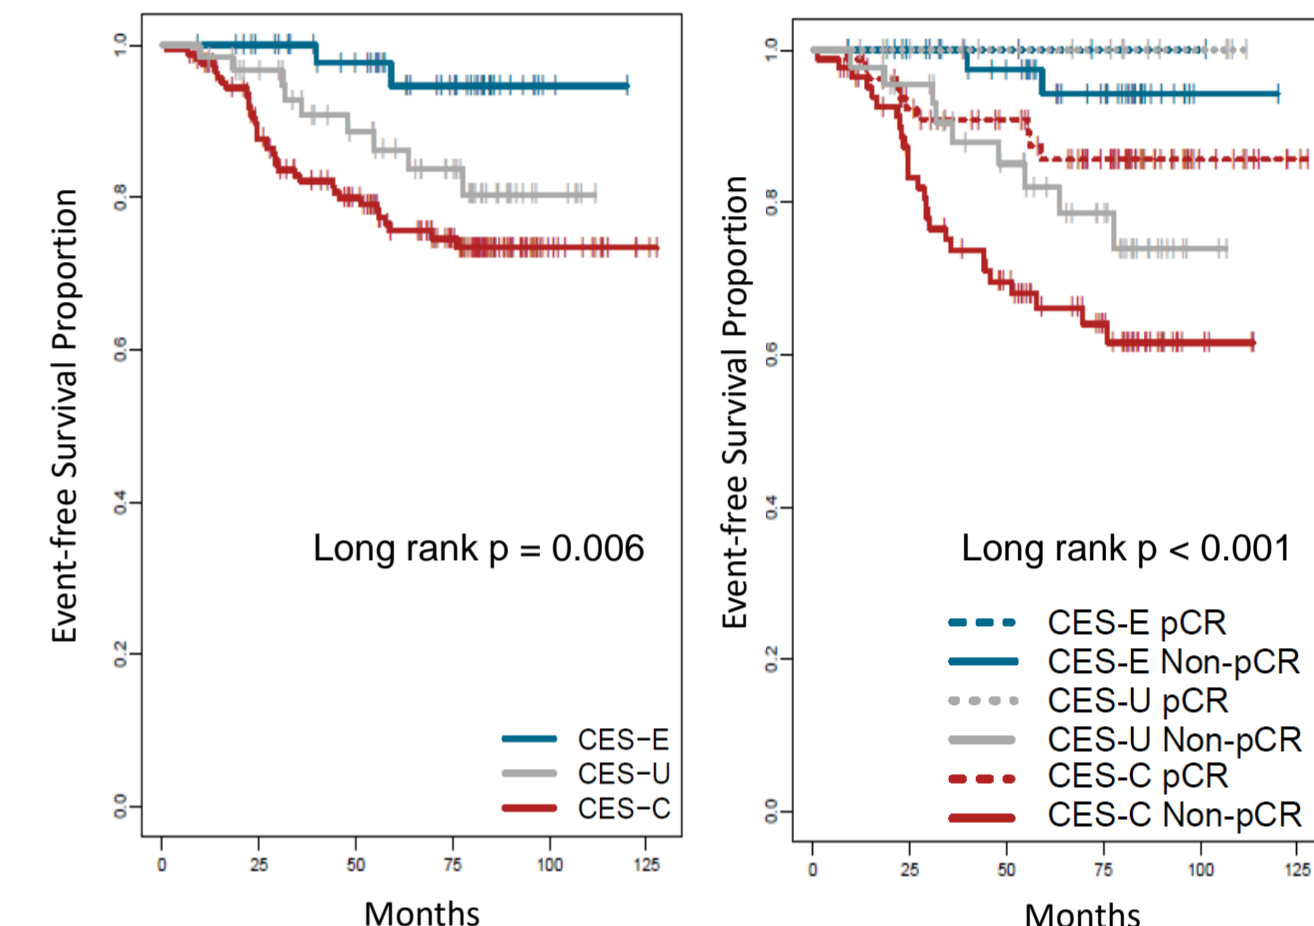 Event-free Survival Proportion
1.0
0.8
0.6
0.4
0.2
0.0
Long rank p = 0.006
CES−E
CES−U
CES−C
0 25 50 75 100 125
Months
Event-free Survival Proportion
1.0
0.8
0.6
0.4
0.2
0.0
Long rank p < 0.001
CES-E pCR
CES-E Non-pCR
CES-U pCR
CES-U Non-pCR
CES-C pCR
CES-C Non-pCR
0 25 50 75 100 125
Months